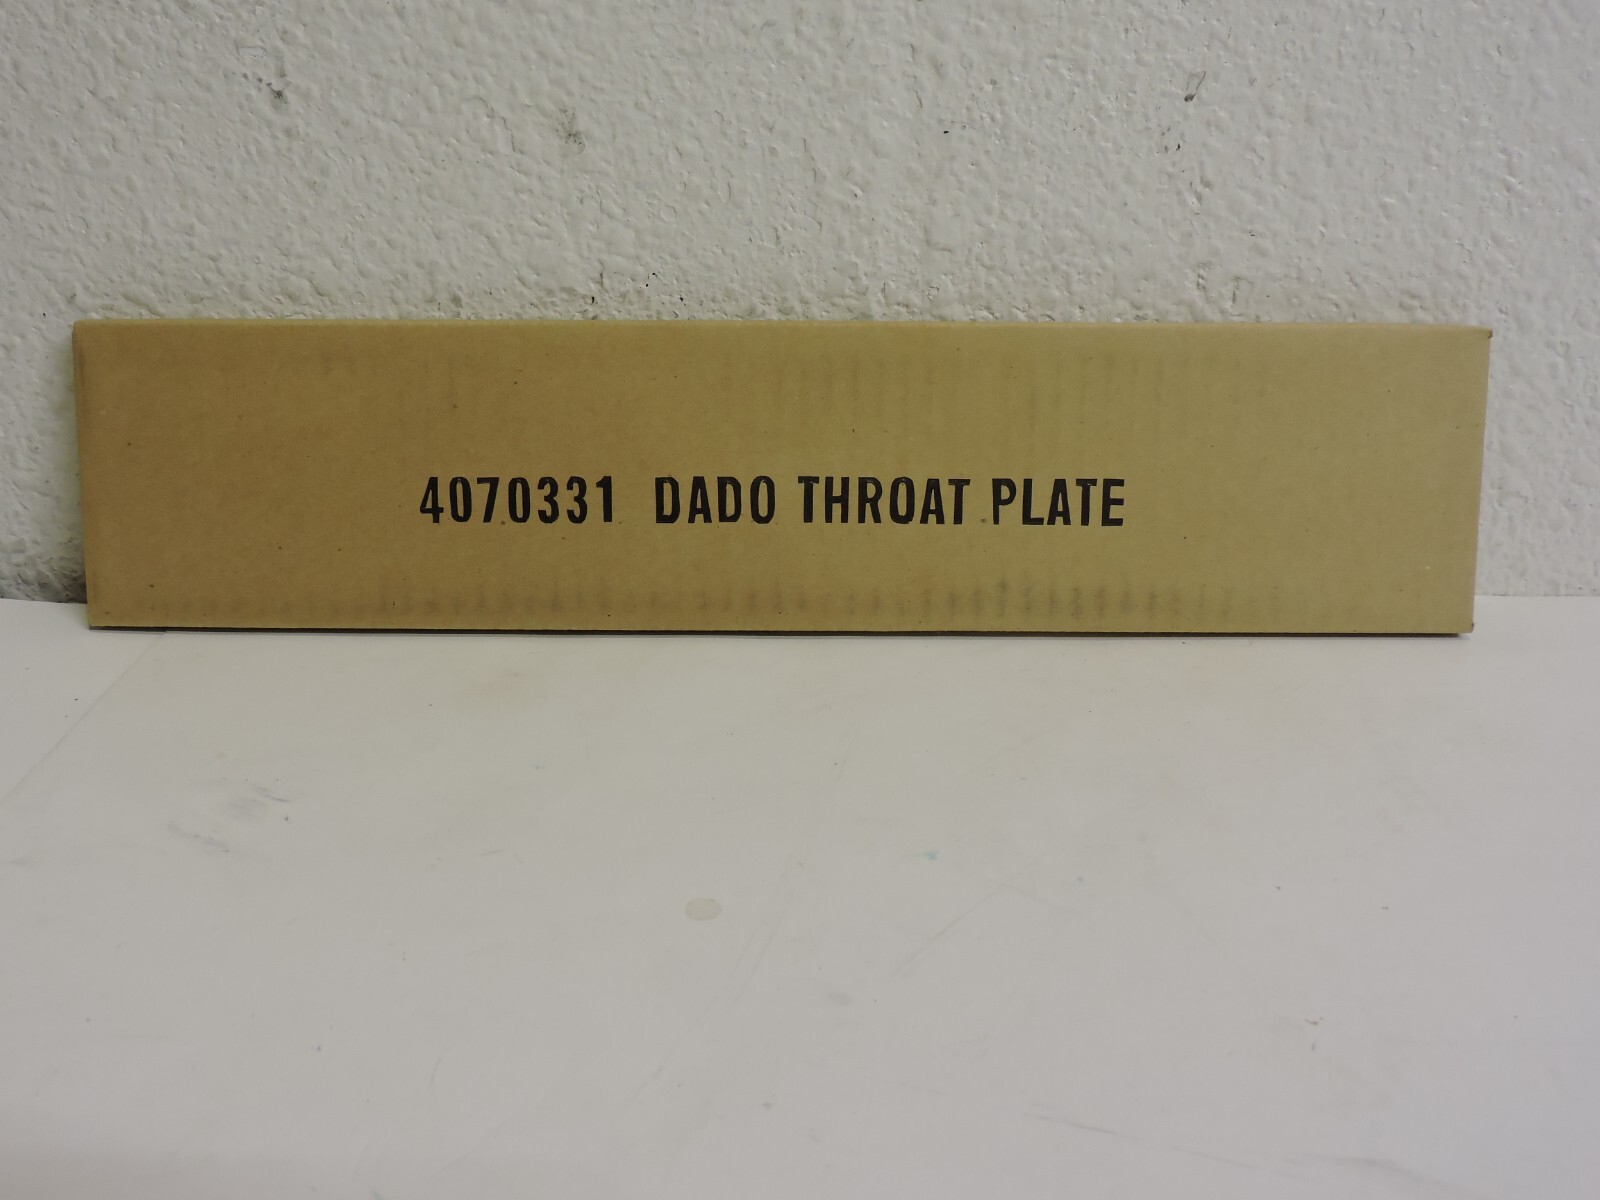 4070331 DADO THROAT PLATE